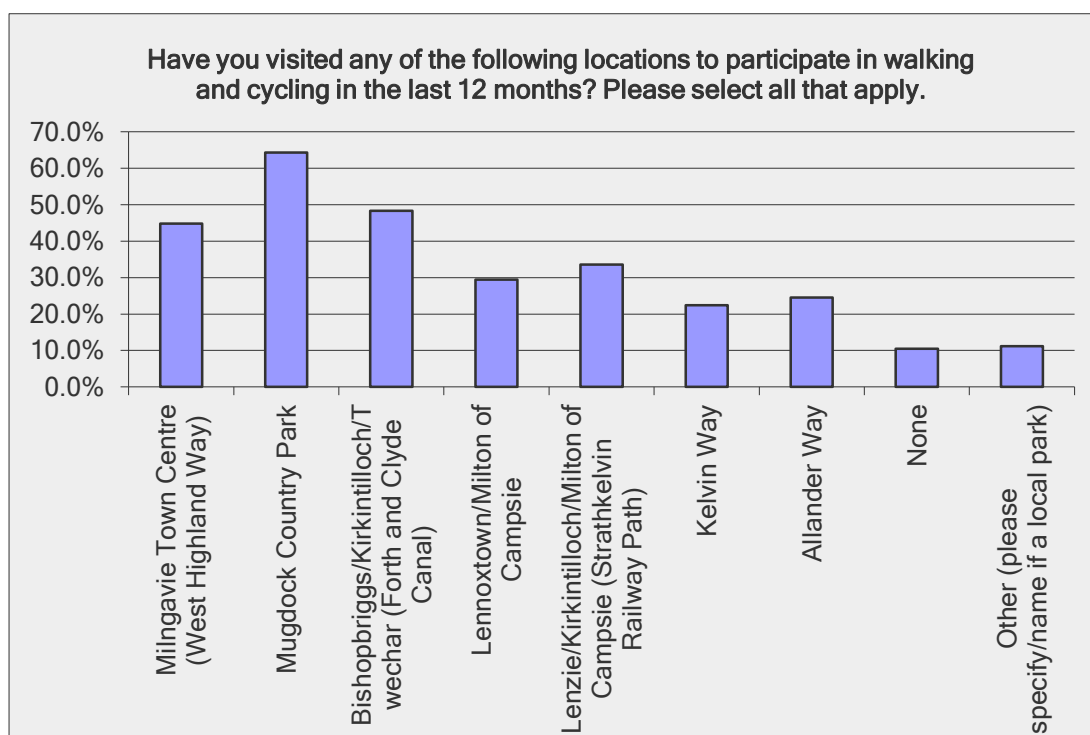 Have you visited any of the following locations to participate in walking
and cycling in the last 12 months? Please select all that apply.
70.0%
60.0%
50.0%
40.0%
30.0%
20.0%
10.0%
0.0%
Milngavie Town Centre
(West Highland Way)
Mugdock Country Park
Bishopbriggs/Kirkintilloch/T
wechar (Forth and Clyde
Canal)
Lennoxtown/Milton of
Campsie
Lenzie/Kirkintilloch/Milton of
Campsie (Strathkelvin
Railway Path)
Kelvin Way
Allander Way
None
Other (please
specify/name if a local park)